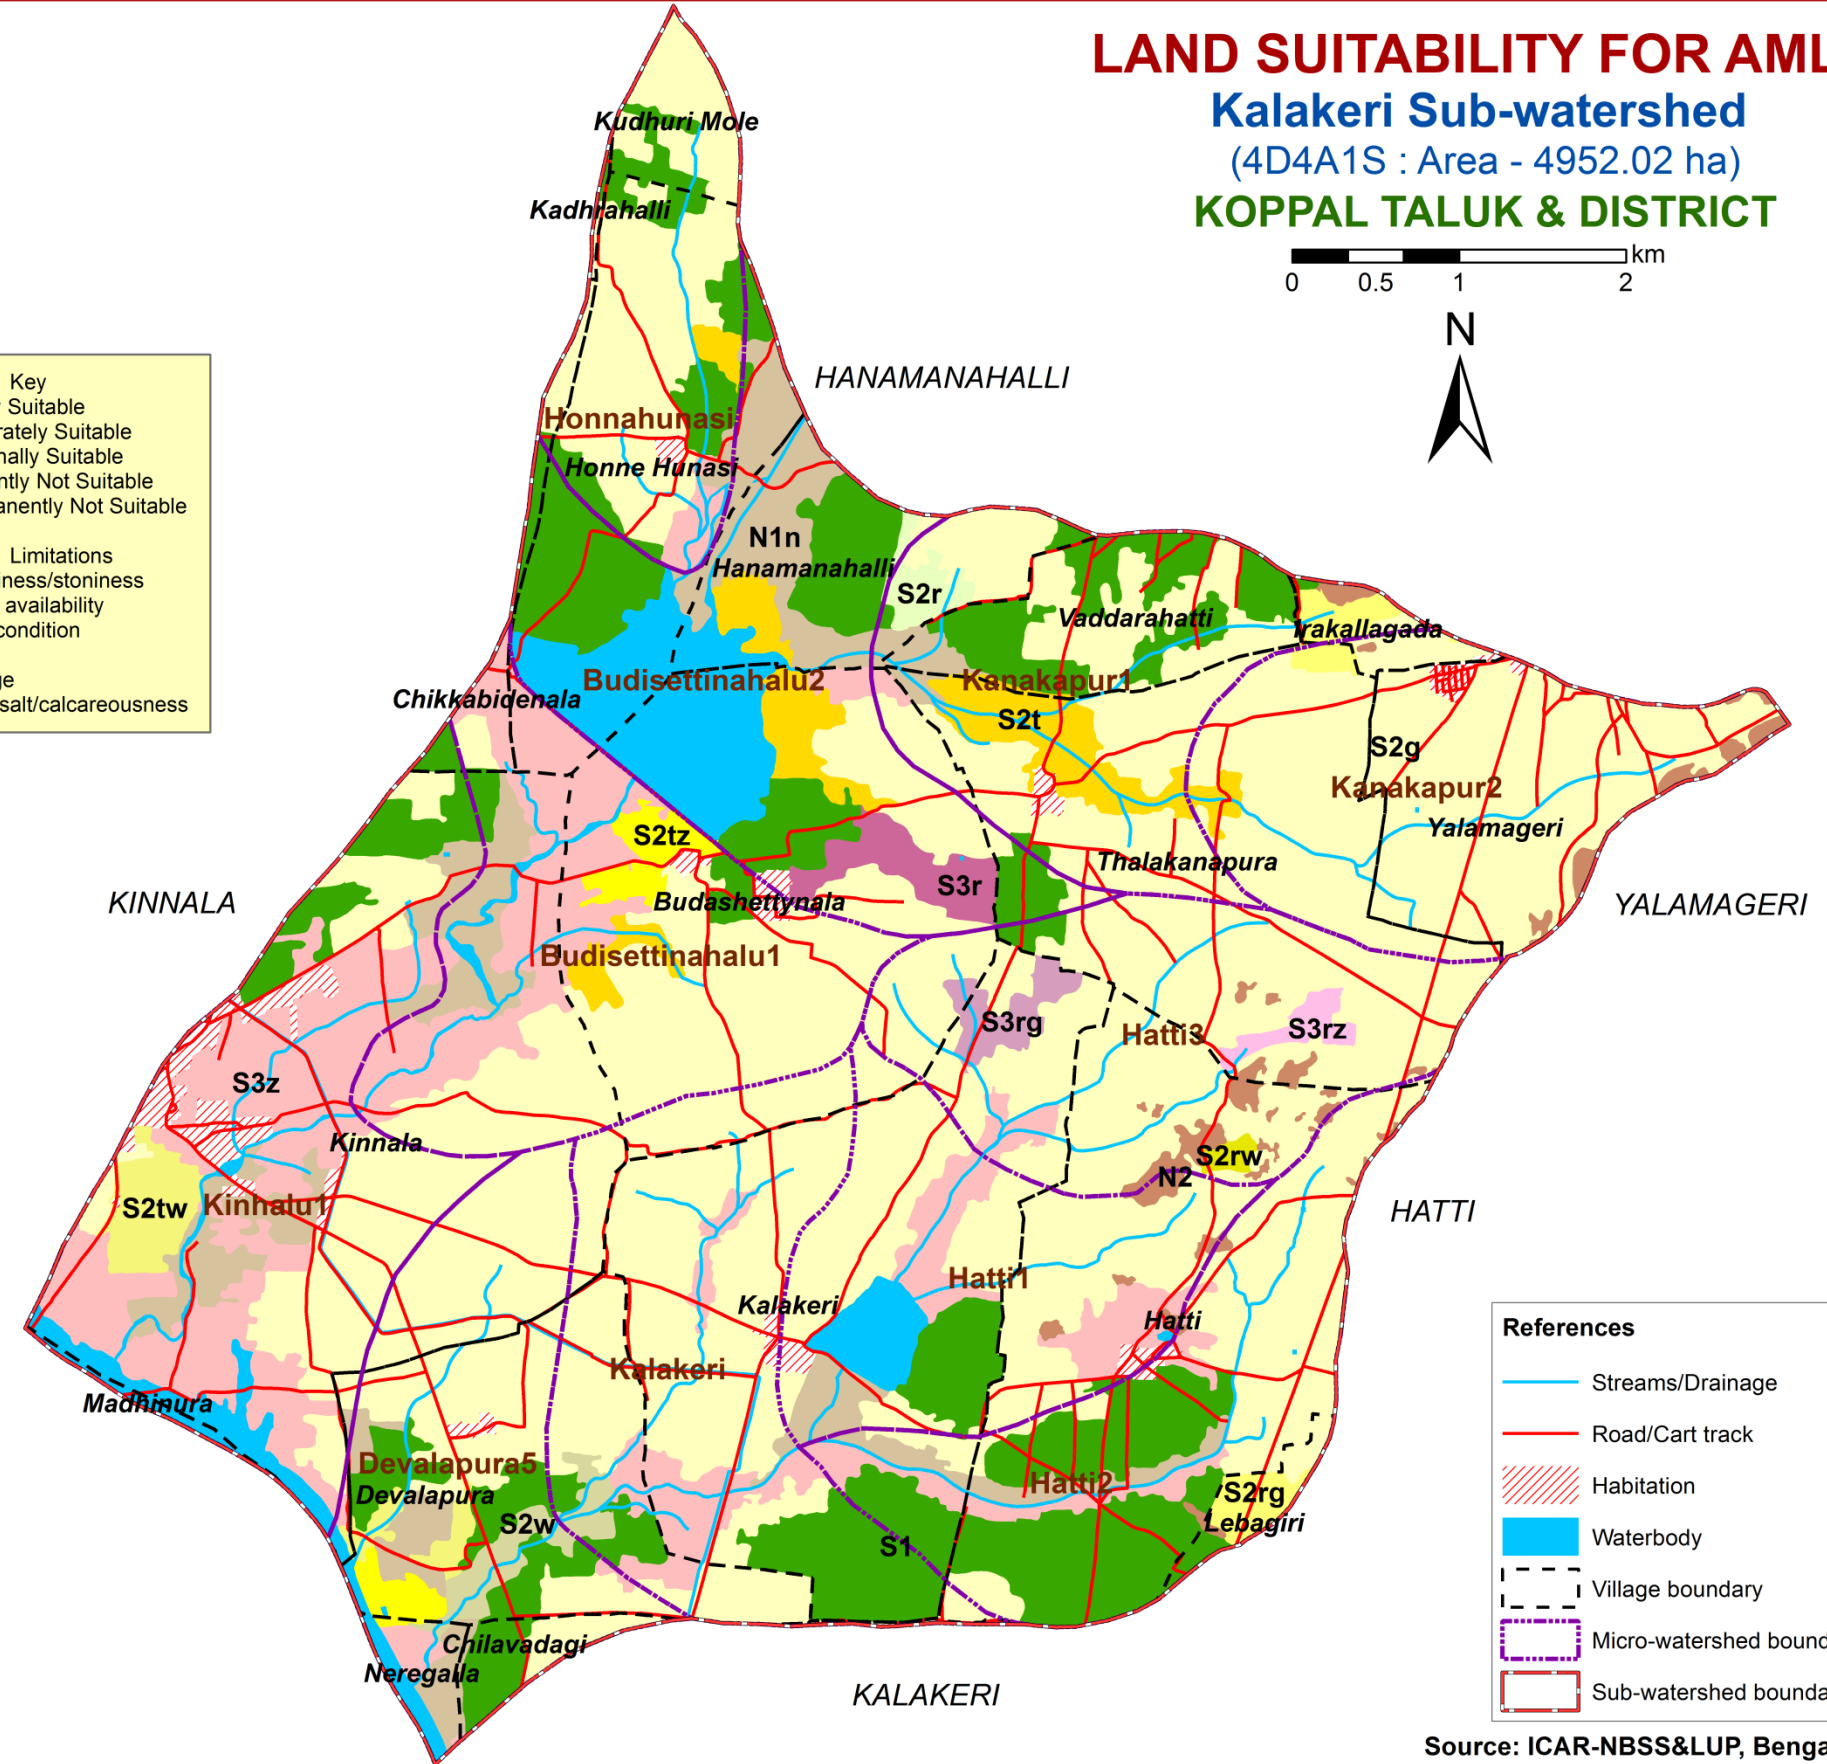 LAND SUITABILITY FOR AML
Kalakeri Sub-watershed
(4D4A1S : Area - 4952.02 ha)
KOPPAL TALUK & DISTRICT
km
0 0.5 1 2
N
Key
Suitable
rately Suitable
nally Suitable
ntly Not Suitable
anently Not Suitable
Limitations
iness/stoniness
availability
condition
ge
salt/calcareousness
Kudhuri Mole
Kadhrahalli
HANAMANAHALLI
Honnahunasi
Honne Hunasi
N1n
Hanamanahalli
S2r
Vaddarahatti
Irakallagada
Budisettinahalu2
Kanakapur1
Chikkabidenala
S2t
S2g
Kanakapur2
S2tz
Yalamageri
Thalakanapura
S3r
KINNALA
Budashettynala
YALAMAGERI
Budisettinahalu1
S3rg
Hatti3
S3rz
S3z
Kinnala
S2rw
N2
S2tw
Kinhalu1
HATTI
Hatti1
Kalakeri
Hatti
Kalakeri
Madhinura
Devalapura5
Devalapura
Hatti2
S2rg
Lebagiri
S2w
S1
Chilavadagi
Neregalla
KALAKERI
References
Streams/Drainage
Road/Cart track
Habitation
Waterbody
Village boundary
Micro-watershed bound
Sub-watershed bounda
Source: ICAR-NBSS&LUP, Benga